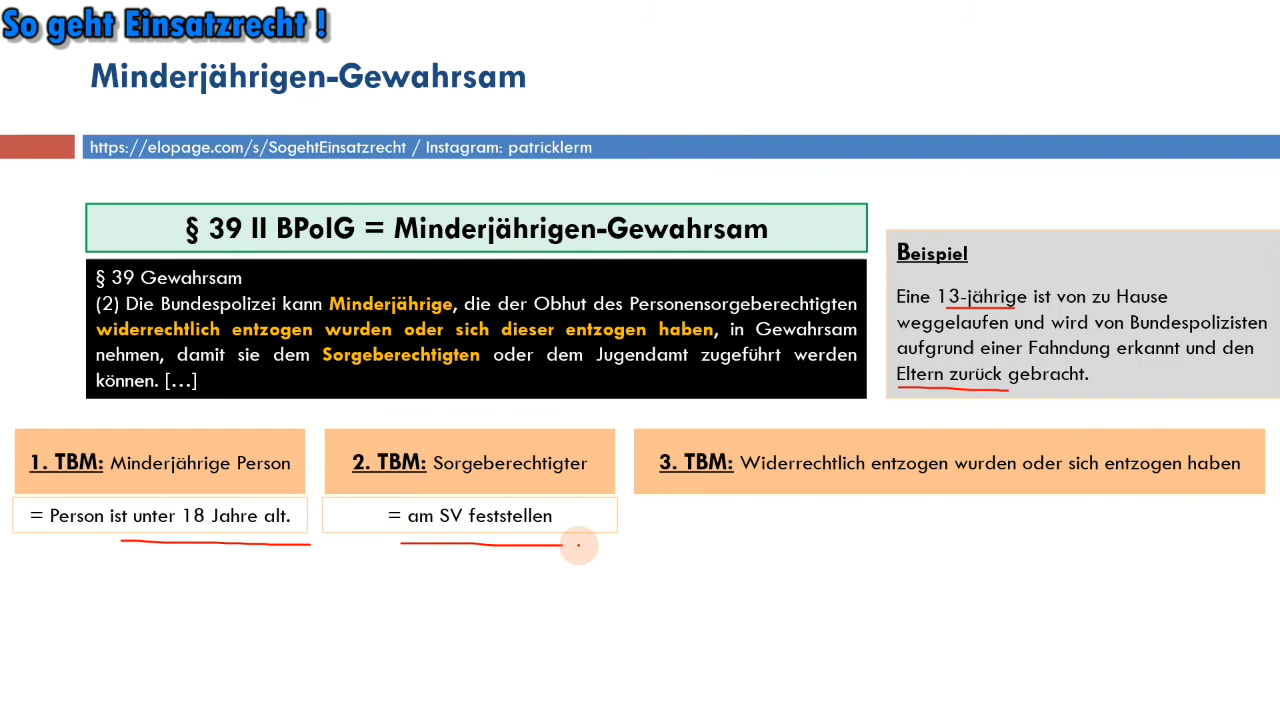 So geht Einsatzrecht !
Minderjährigen-Gewahrsam
https://elopage.com/s/SogehtEinsatzrecht / Instagram: patricklerm
§ 39 II BPolG = Minderjährigen-Gewahrsam
§ 39 Gewahrsam
(2) Die Bundespolizei kann Minderjährige, die der Obhut des Personensorgeberechtigten
widerrechtlich entzogen wurden oder sich dieser entzogen haben, in Gewahrsam
nehmen, damit sie dem Sorgeberechtigten oder dem Jugendamt zugeführt werden
können. […]
Beispiel
Eine 13-jährige ist von zu Hause
weggelaufen und wird von Bundespolizisten
aufgrund einer Fahndung erkannt und den
Eltern zurück gebracht.
1. TBM: Minderjährige Person
= Person ist unter 18 Jahre alt.
2. TBM: Sorgeberechtigter
= am SV feststellen
3. TBM: Widerrechtlich entzogen wurden oder sich entzogen haben